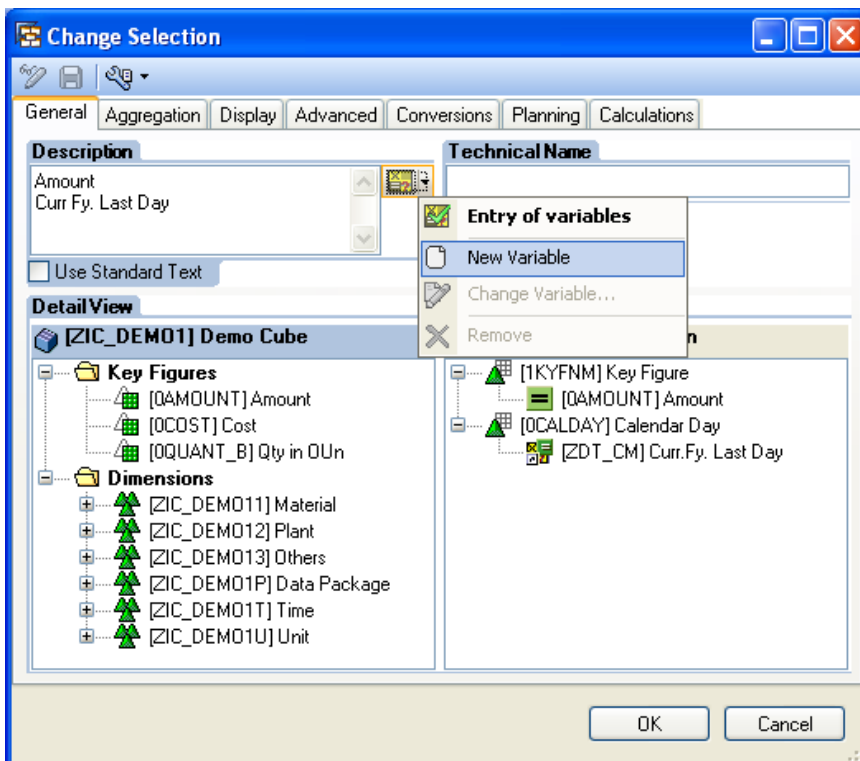 Change Selection
General Aggregation Display Advanced Conversions Planning Calculations
Description
Technical Name
Amount
Curr Fy. Last Day
Entry of variables
New Variable
Change Variable...
Remove
Use Standard Text
Detail View
[ZIC_DEMO1] Demo Cube
n
Key Figures
[0AMOUNT] Amount
[0COST] Cost
[0QUANT_B] Qty in OUn
Dimensions
[ZIC_DEMO11] Material
[ZIC_DEMO12] Plant
[ZIC_DEMO13] Others
[ZIC_DEMO1P] Data Package
[ZIC_DEMO1T] Time
[ZIC_DEMO1U] Unit
[1KYFNM] Key Figure
[0AMOUNT] Amount
[0CALDAY] Calendar Day
[ZDT_CM] Curr.Fy. Last Day
OK Cancel